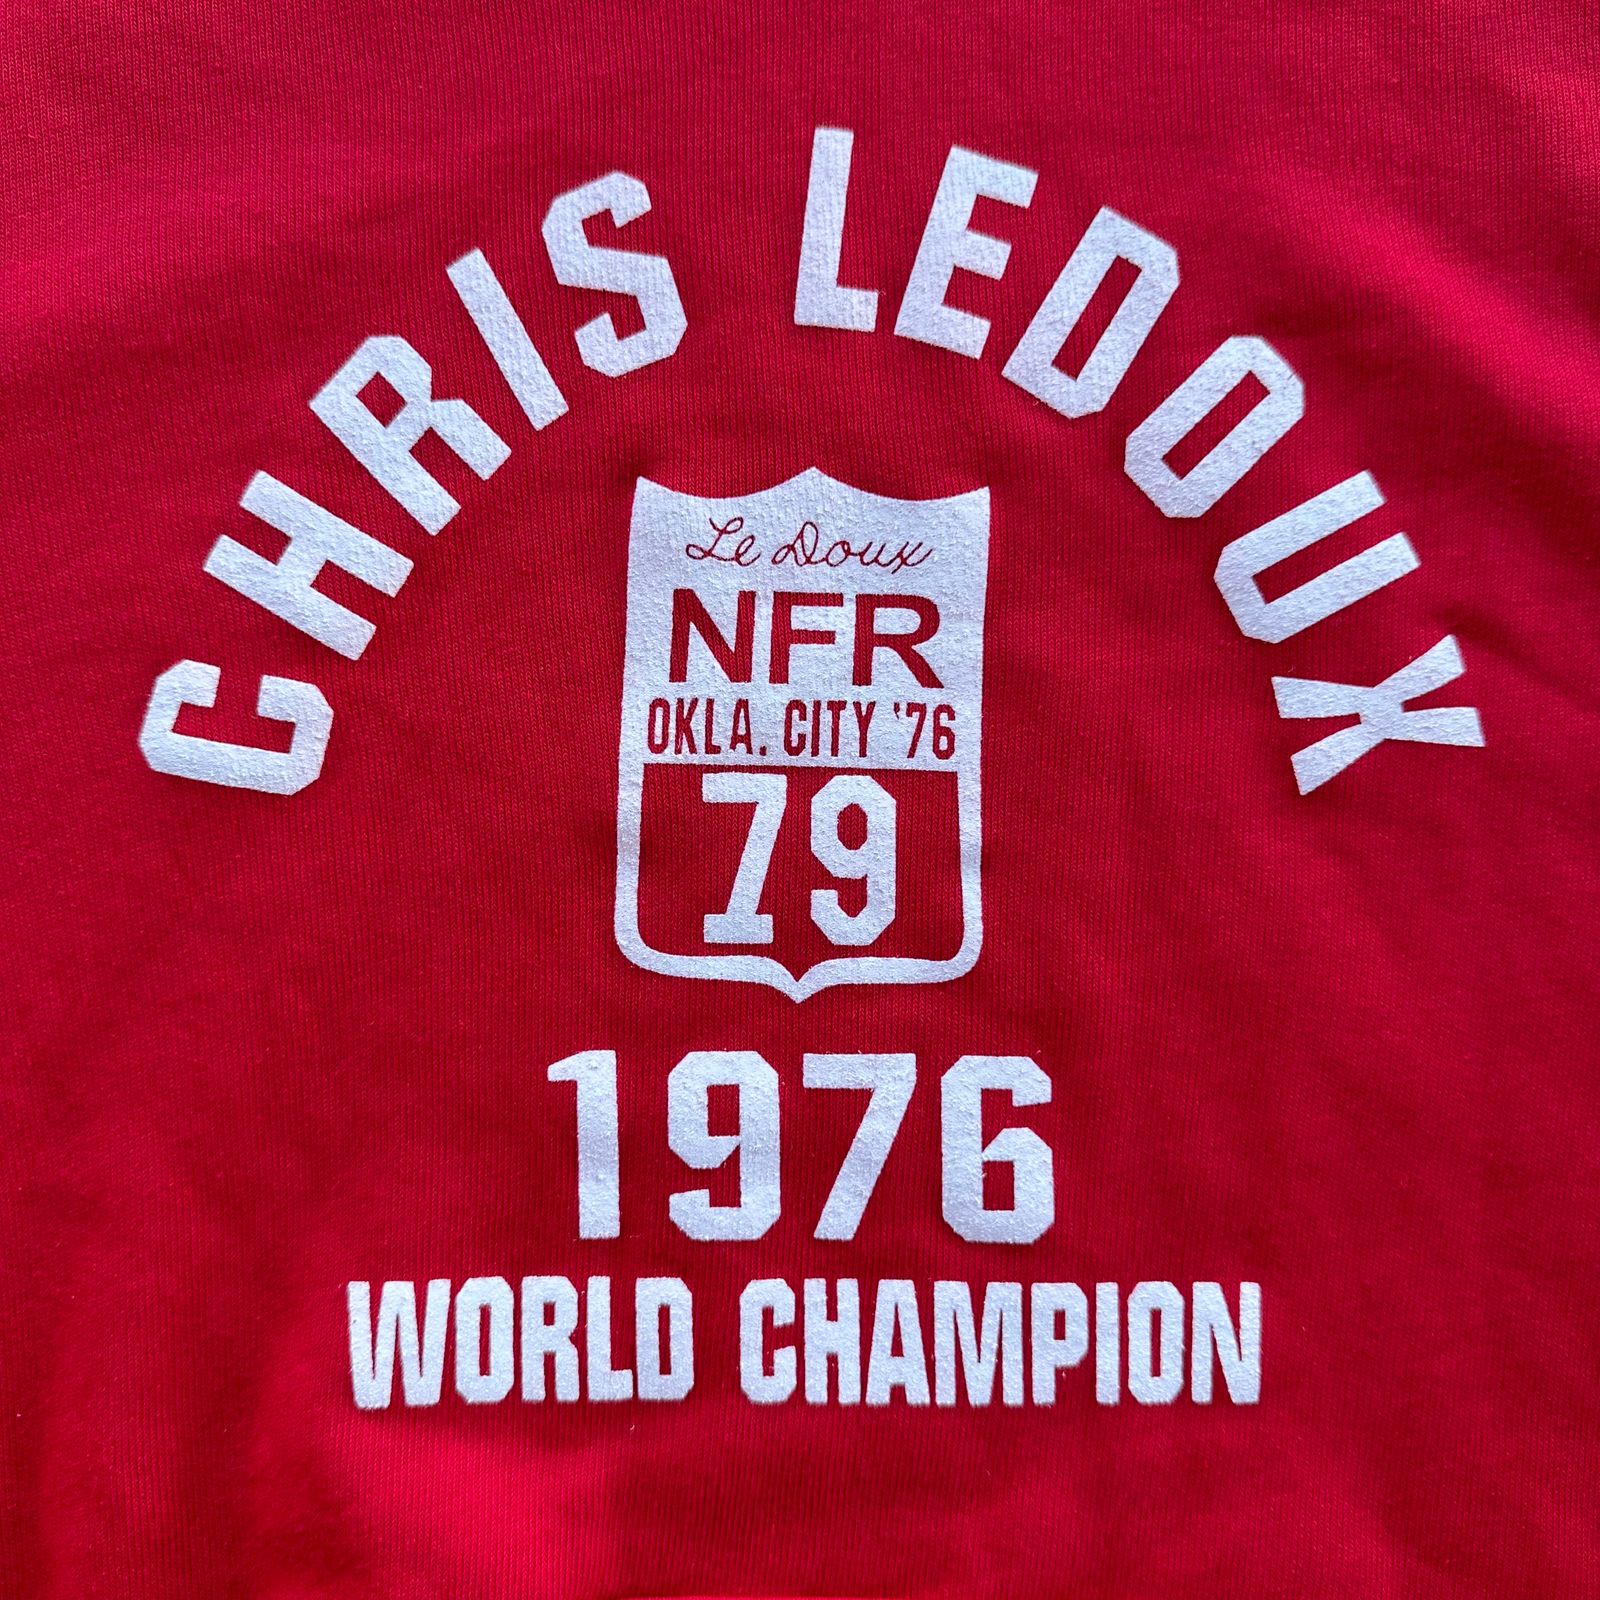 CHRIS LEDOUX
Le Doux
NFR
OKLA. CITY '76
79
1976
WORLD CHAMPION